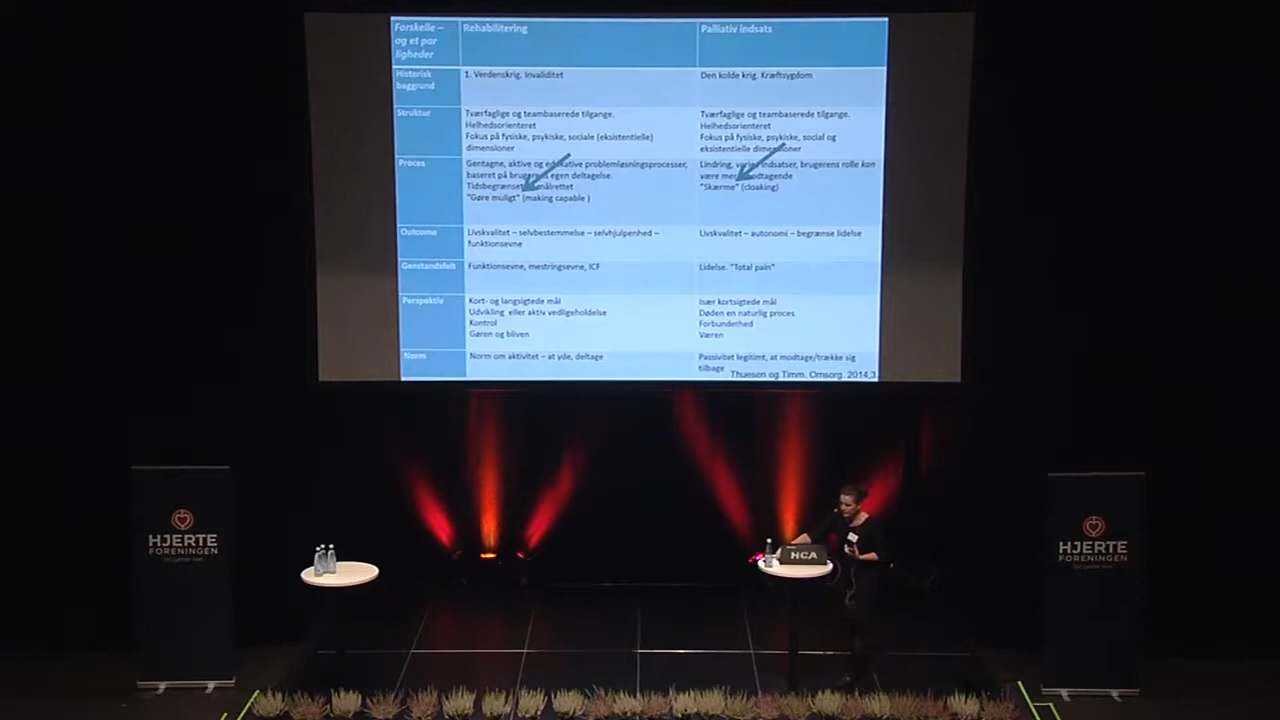 Forskelle –
og et par
ligheder
Rehabilitering
Palliativ indsats
Historisk
baggrund
1. Verdenskrig. Invaliditet
Den kolde krig. Kræftsygdom
Struktur
Tværfaglige og teambaserede tilgange.
Helhedsorienteret
Fokus på fysiske, psykiske, sociale (eksistentielle)
dimensioner
Tværfaglige og teambaserede tilgange.
Helhedsorienteret
Fokus på fysiske, psykiske, social og
eksistentielle dimensioner
Proces
Gentagne, aktive og edukative problemløsningsprocesser,
baseret på brugerens egen deltagelse.
Tidsbegrænset målrettet
"Gøre muligt" (making capable )
Lindring, indsatser, brugerens rolle kan
være mere modtagende
"Skærme" (cloaking)
Outcome
Livskvalitet – selvbestemmelse – selvhjulpenhed –
funktionsevne
Livskvalitet – autonomi – begrænse lidelse
Genstandsfelt
Funktionsevne, mestringsevne, ICF
Lidelse. "Total pain"
Perspektiv
Kort- og langsigtede mål
Udvikling eller aktiv vedligeholdelse
Kontrol
Gøren og bliven
Især kortsigtede mål
Døden en naturlig proces
Forbundethed
Væren
Norm
Norm om aktivitet – at yde, deltage
Passivitet legitimt, at modtage/trække sig
tilbage
Thuesen og Timm. Omsorg. 2014,3
HJERTE
FORENINGEN
HCA
HJERTE
FORENINGEN